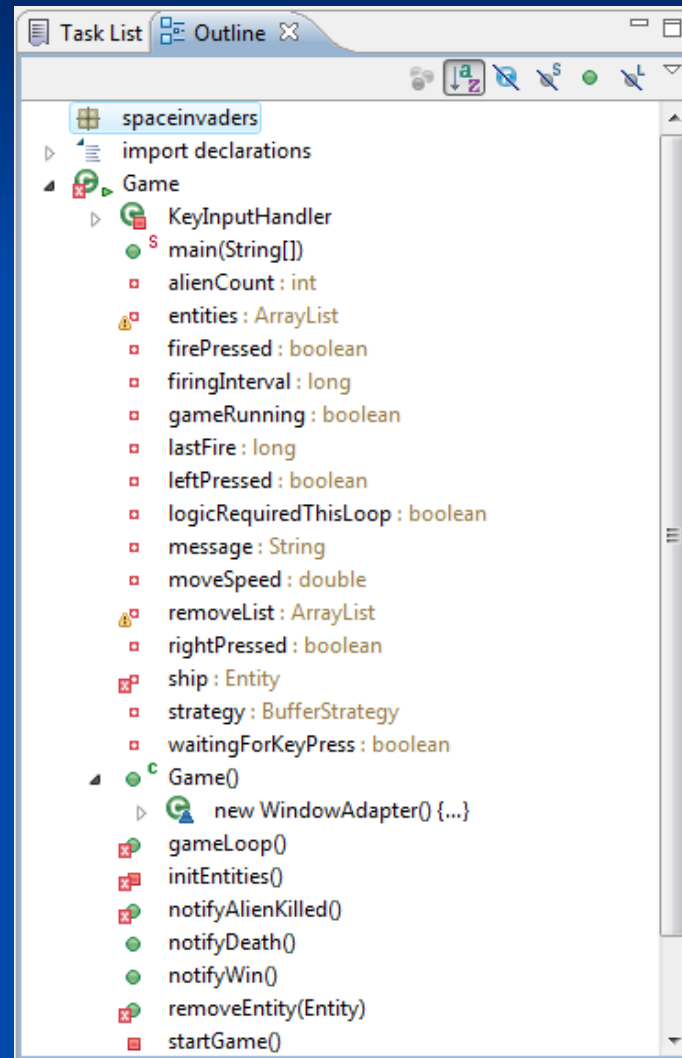 Task List Outline
S L
spaceinvaders
import declarations
Game
KeyInputHandler
S main(String[])
alienCount : int
entities : ArrayList
firePressed : boolean
firingInterval : long
gameRunning : boolean
lastFire : long
leftPressed : boolean
logicRequiredThisLoop : boolean
message : String
moveSpeed : double
removeList : ArrayList
rightPressed : boolean
ship : Entity
strategy : BufferStrategy
waitingForKeyPress : boolean
C Game()
new WindowAdapter() {...}
gameLoop()
initEntities()
notifyAlienKilled()
notifyDeath()
notifyWin()
removeEntity(Entity)
startGame()